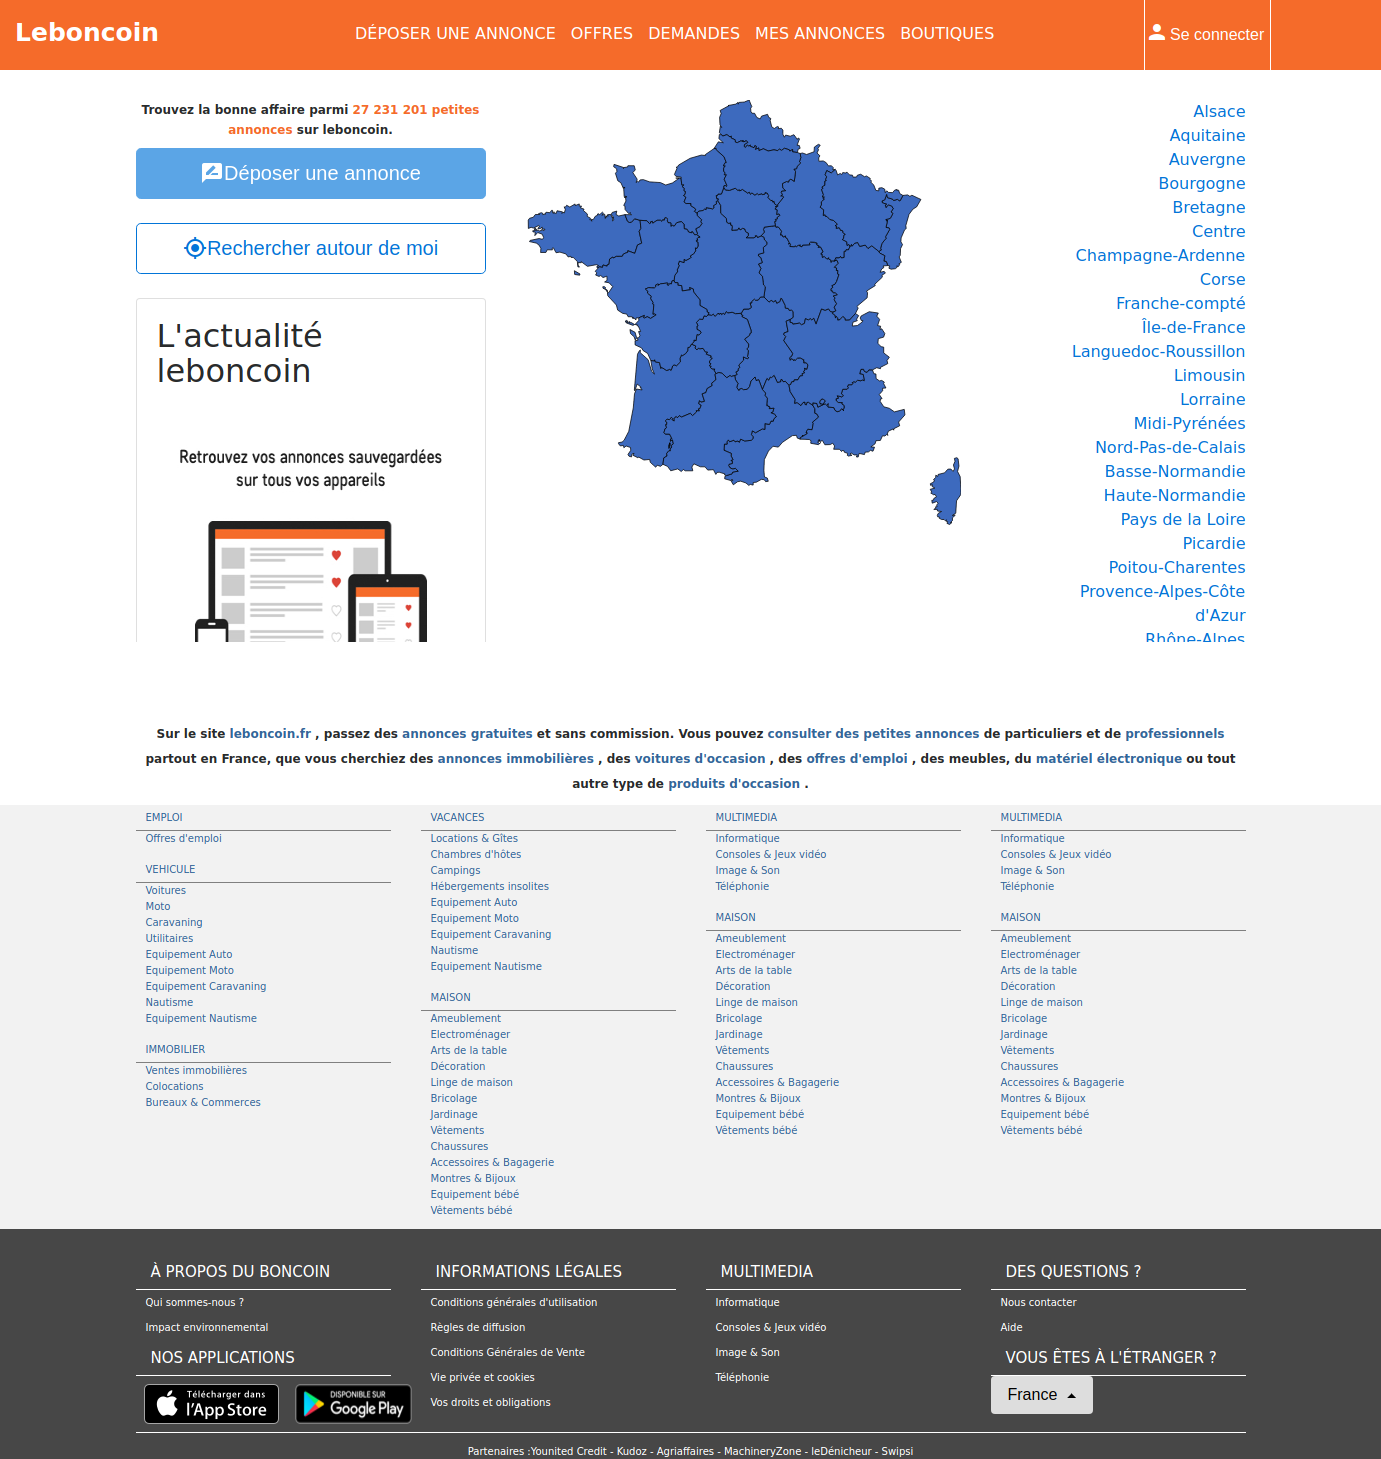 Leboncoin
DÉPOSER UNE ANNONCE OFFRES DEMANDES MES ANNONCES BOUTIQUES
Se connecter
Trouvez la bonne affaire parmi 27 231 201 petites
annonces sur leboncoin.
Déposer une annonce
Rechercher autour de moi
L'actualité
leboncoin
Retrouvez vos annonces sauvegardées
sur tous vos appareils
Alsace
Aquitaine
Auvergne
Bourgogne
Bretagne
Centre
Champagne-Ardenne
Corse
Franche-compté
Île-de-France
Languedoc-Roussillon
Limousin
Lorraine
Midi-Pyrénées
Nord-Pas-de-Calais
Basse-Normandie
Haute-Normandie
Pays de la Loire
Picardie
Poitou-Charentes
Provence-Alpes-Côte
d'Azur
Rhône-Alpes
Sur le site leboncoin.fr , passez des annonces gratuites et sans commission. Vous pouvez consulter des petites annonces de particuliers et de professionnels
partout en France, que vous cherchiez des annonces immobilières , des voitures d'occasion , des offres d'emploi , des meubles, du matériel électronique ou tout
autre type de produits d'occasion .
EMPLOI
Offres d'emploi
VEHICULE
Voitures
Moto
Caravaning
Utilitaires
Equipement Auto
Equipement Moto
Equipement Caravaning
Nautisme
Equipement Nautisme
IMMOBILIER
Ventes immobilières
Colocations
Bureaux & Commerces
VACANCES
Locations & Gîtes
Chambres d'hôtes
Campings
Hébergements insolites
Equipement Auto
Equipement Moto
Equipement Caravaning
Nautisme
Equipement Nautisme
MAISON
Ameublement
Electroménager
Arts de la table
Décoration
Linge de maison
Bricolage
Jardinage
Vêtements
Chaussures
Accessoires & Bagagerie
Montres & Bijoux
Equipement bébé
Vêtements bébé
MULTIMEDIA
Informatique
Consoles & Jeux vidéo
Image & Son
Téléphonie
MAISON
Ameublement
Electroménager
Arts de la table
Décoration
Linge de maison
Bricolage
Jardinage
Vêtements
Chaussures
Accessoires & Bagagerie
Montres & Bijoux
Equipement bébé
Vêtements bébé
MULTIMEDIA
Informatique
Consoles & Jeux vidéo
Image & Son
Téléphonie
MAISON
Ameublement
Electroménager
Arts de la table
Décoration
Linge de maison
Bricolage
Jardinage
Vêtements
Chaussures
Accessoires & Bagagerie
Montres & Bijoux
Equipement bébé
Vêtements bébé
À PROPOS DU BONCOIN
Qui sommes-nous ?
Impact environnemental
NOS APPLICATIONS
Télécharger dans
l'App Store
DISPONIBLE SUR
Google Play
INFORMATIONS LÉGALES
Conditions générales d'utilisation
Règles de diffusion
Conditions Générales de Vente
Vie privée et cookies
Vos droits et obligations
MULTIMEDIA
Informatique
Consoles & Jeux vidéo
Image & Son
Téléphonie
DES QUESTIONS ?
Nous contacter
Aide
VOUS ÊTES À L'ÉTRANGER ?
France
Partenaires :Younited Credit - Kudoz - Agriaffaires - MachineryZone - leDénicheur - Swipsi